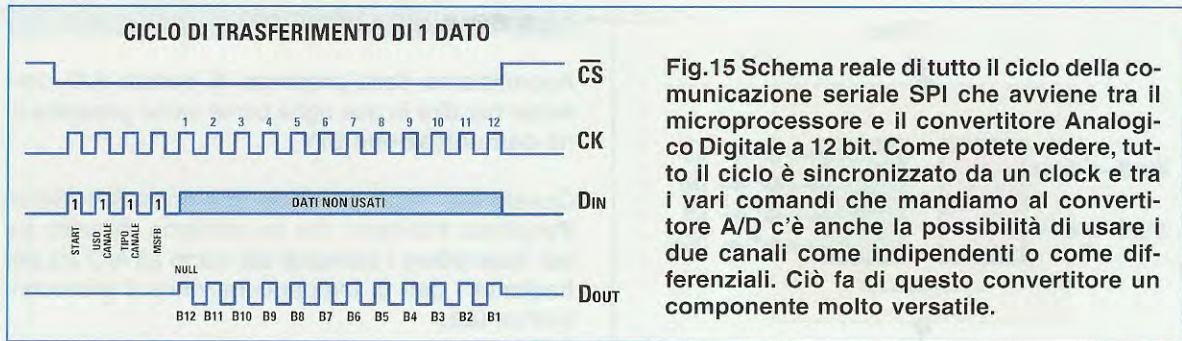 CICLO DI TRASFERIMENTO DI 1 DATO
CS
1 2 3 4 5 6 7 8 9 10 11 12
CK
1 1 1 1 DATI NON USATI
DIN
START
USO CANALE
TIPO CANALE
MSFB
NULL
DOUT
B12 B11 B10 B9 B8 B7 B6 B5 B4 B3 B2 B1
Fig.15 Schema reale di tutto il ciclo della co-
municazione seriale SPI che avviene tra il
microprocessore e il convertitore Analogi-
co Digitale a 12 bit. Come potete vedere, tut-
to il ciclo è sincronizzato da un clock e tra
i vari comandi che mandiamo al converti-
tore A/D c'è anche la possibilità di usare i
due canali come indipendenti o come dif-
ferenziali. Ciò fa di questo convertitore un
componente molto versatile.